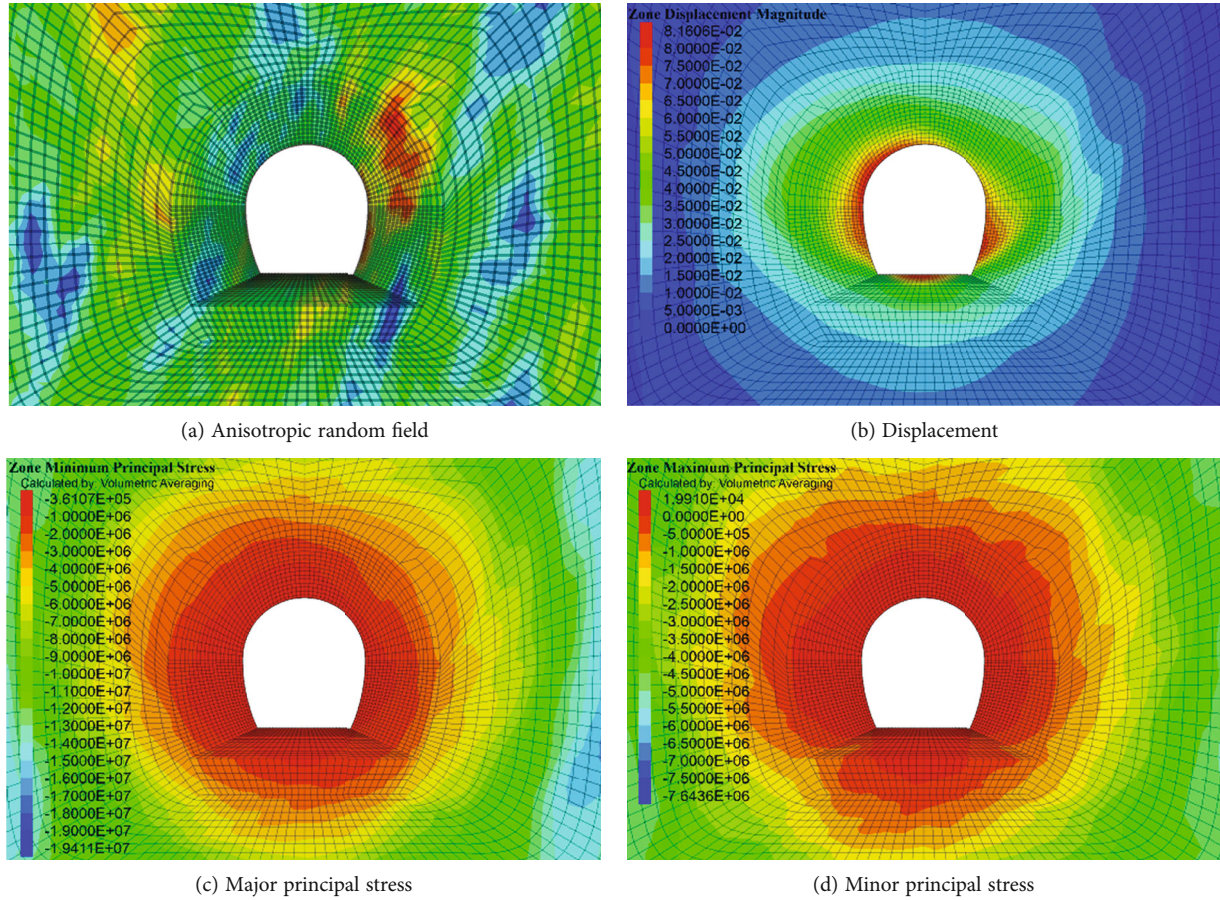 (a) Anisotropic random field
Zone Displacement Magnitude
8.1606E-02
8.0000E-02
7.5000E-02
7.0000E-02
6.5000E-02
6.0000E-02
5.5000E-02
5.0000E-02
4.5000E-02
4.0000E-02
3.5000E-02
3.0000E-02
2.5000E-02
2.0000E-02
1.5000E-02
1.0000E-02
5.0000E-03
0.0000E+00
(b) Displacement
Zone Minimum Principal Stress
Calculated by: Volumetric Averaging
-3.6107E+05
-1.0000E+06
-2.0000E+06
-3.0000E+06
-4.0000E+06
-5.0000E+06
-6.0000E+06
-7.0000E+06
-8.0000E+06
-9.0000E+06
-1.0000E+07
-1.1000E+07
-1.2000E+07
-1.3000E+07
-1.4000E+07
-1.5000E+07
-1.6000E+07
-1.7000E+07
-1.8000E+07
-1.9000E+07
-1.9411E+07
(c) Major principal stress
Zone Maximum Principal Stress
Calculated by: Volumetric Averaging
1.9910E+04
0.0000E+00
-5.0000E+05
-1.0000E+06
-1.5000E+06
-2.0000E+06
-2.5000E+06
-3.0000E+06
-3.5000E+06
-4.0000E+06
-4.5000E+06
-5.0000E+06
-5.5000E+06
-6.0000E+06
-6.5000E+06
-7.0000E+06
-7.5000E+06
-7.6436E+06
(d) Minor principal stress